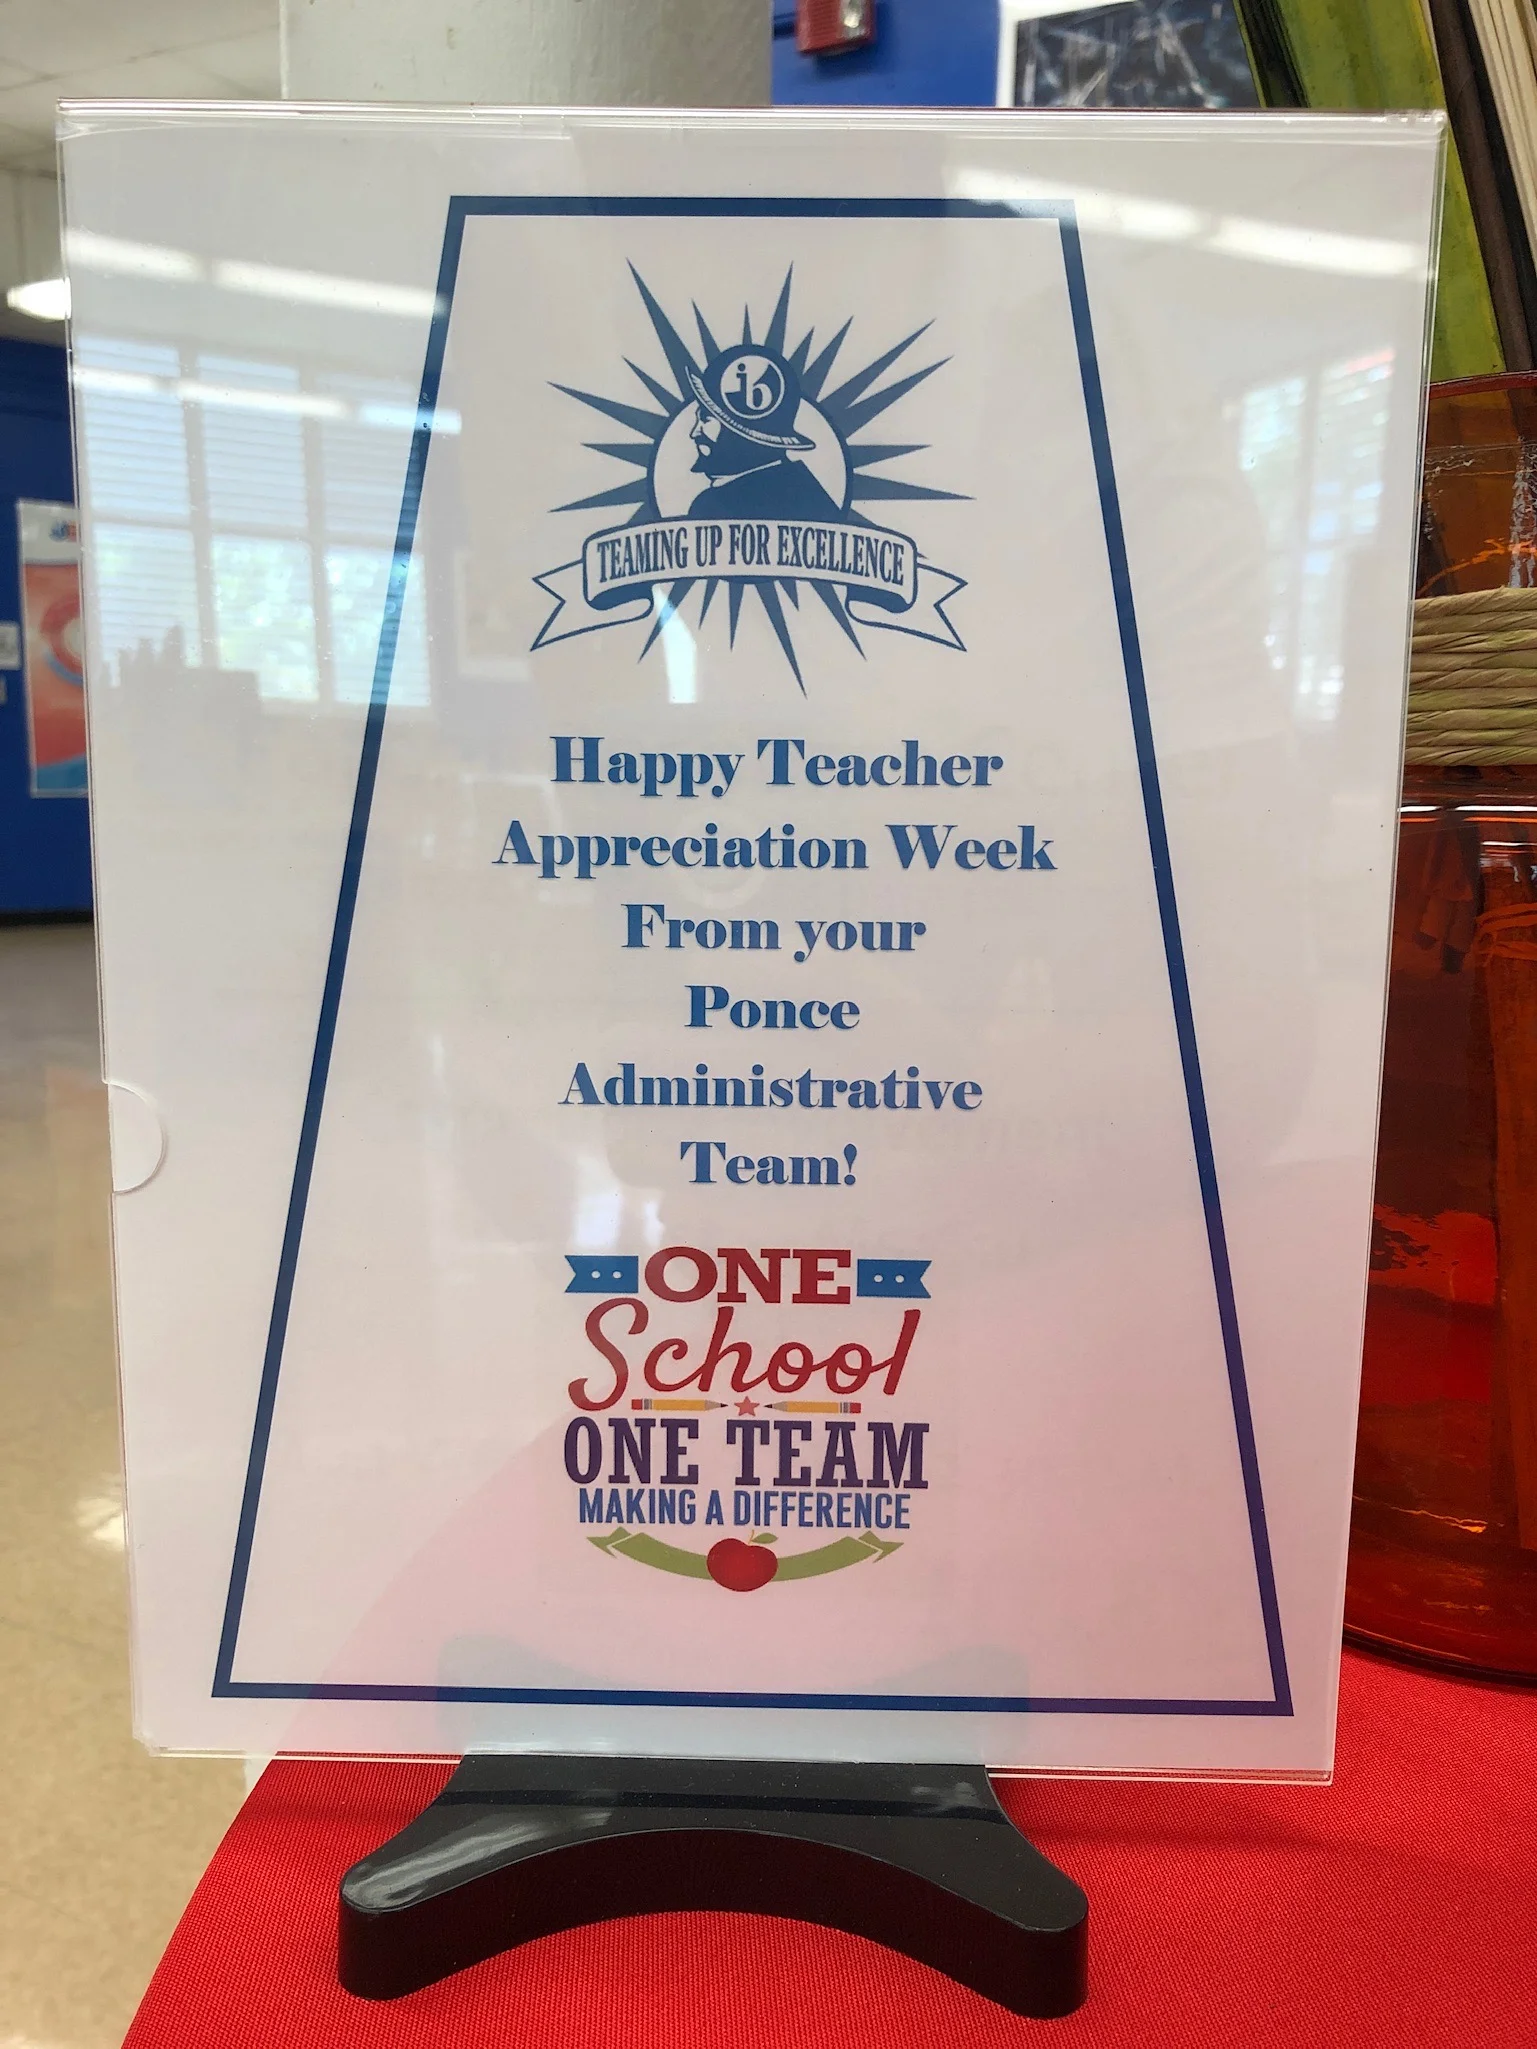 ib
TEAMING UP FOR EXCELLENCE
Happy Teacher
Appreciation Week
From your
Ponce
Administrative
Team!
ONE
School
ONE TEAM
MAKING A DIFFERENCE